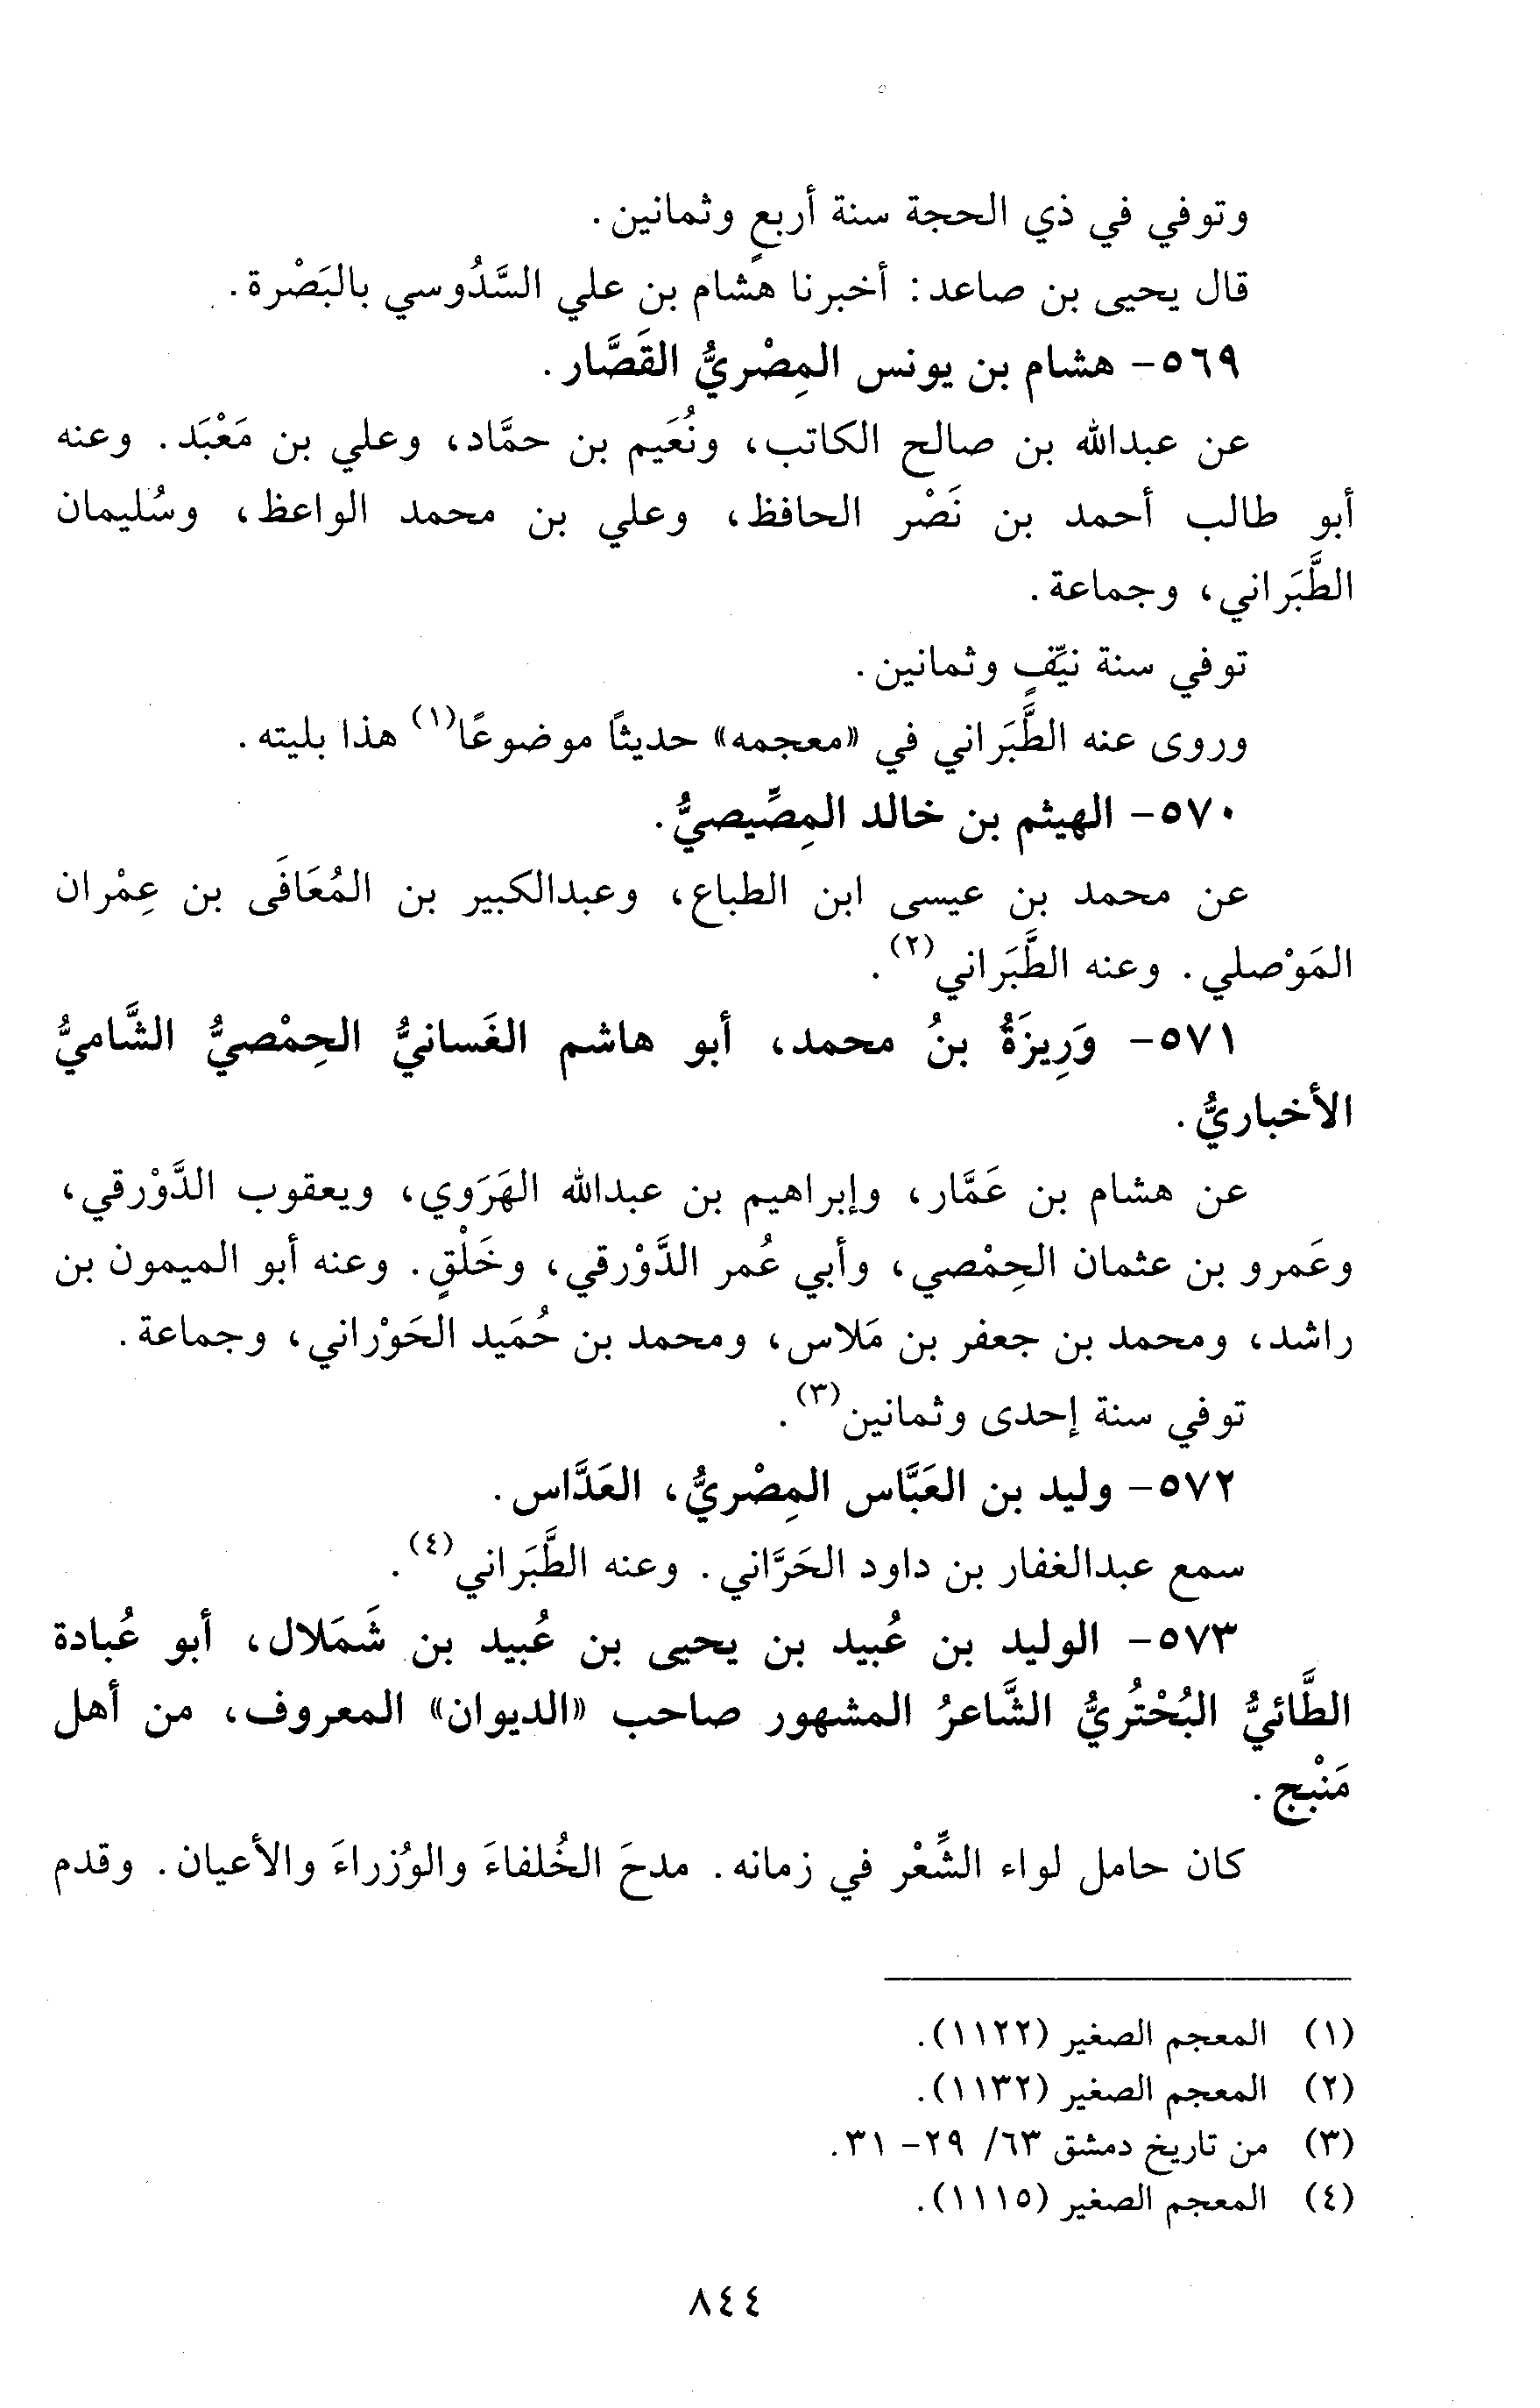 وتوفي في ذي الحجة سنة أربعٍ وثمانين.
قال يحيى بن صاعد: أخبرنا هشام بن علي السَّدُوسي بالبَصْرة.
٥٦٩- هشام بن يونس المِصْريُّ القَصَّار.
عن عبدالله بن صالح الكاتب، ونُعَيم بن حمَّاد، وعلي بن مَعْبَد. وعنه
أبو طالب أحمد بن نَصْر الحافظ، وعلي بن محمد الواعظ، وسُليمان
الطَّبَراني، وجماعة.
توفي سنة نيِّفٍ وثمانين.
وروى عنه الطَّبَراني في «معجمه» حديثًا موضوعًا(١) هذا بليته.
٥٧٠- الهيثم بن خالد المِصِّيصيُّ.
عن محمد بن عيسى ابن الطباع، وعبدالكبير بن المُعَافَى بن عِمْران
المَوْصلي. وعنه الطَّبَراني(٢).
٥٧١- وَرِيزَةُ بنُ محمد، أبو هاشم الغَسانيُّ الحِمْصيُّ الشَّاميُّ
الأخباريُّ.
عن هشام بن عَمَّار، وإبراهيم بن عبدالله الهَرَوي، ويعقوب الدَّوْرقي،
وعَمرو بن عثمان الحِمْصي، وأبي عُمر الدَّوْرقي، وخَلْقٍ. وعنه أبو الميمون بن
راشد، ومحمد بن جعفر بن مَلاس، ومحمد بن حُمَيد الحَوْراني، وجماعة.
توفي سنة إحدى وثمانين(٣).
٥٧٢- وليد بن العَبَّاس المِصْريُّ، العَدَّاس.
سمع عبدالغفار بن داود الحَرَّاني. وعنه الطَّبَراني(٤).
٥٧٣- الوليد بن عُبيد بن يحيى بن عُبيد بن شَمَلال، أبو عُبادة
الطَّائيُّ البُحْتُريُّ الشَّاعرُ المشهور صاحب «الديوان» المعروف، من أهل
مَنْبج.
كان حامل لواء الشِّعْر في زمانه. مدحَ الخُلفاءَ والوُزراءَ والأعيان. وقدم
(١) المعجم الصغير (١١٢٢).
(٢) المعجم الصغير (١١٣٢).
(٣) من تاريخ دمشق ٦٣/ ٢٩- ٣١.
(٤) المعجم الصغير (١١١٥).
٨٤٤